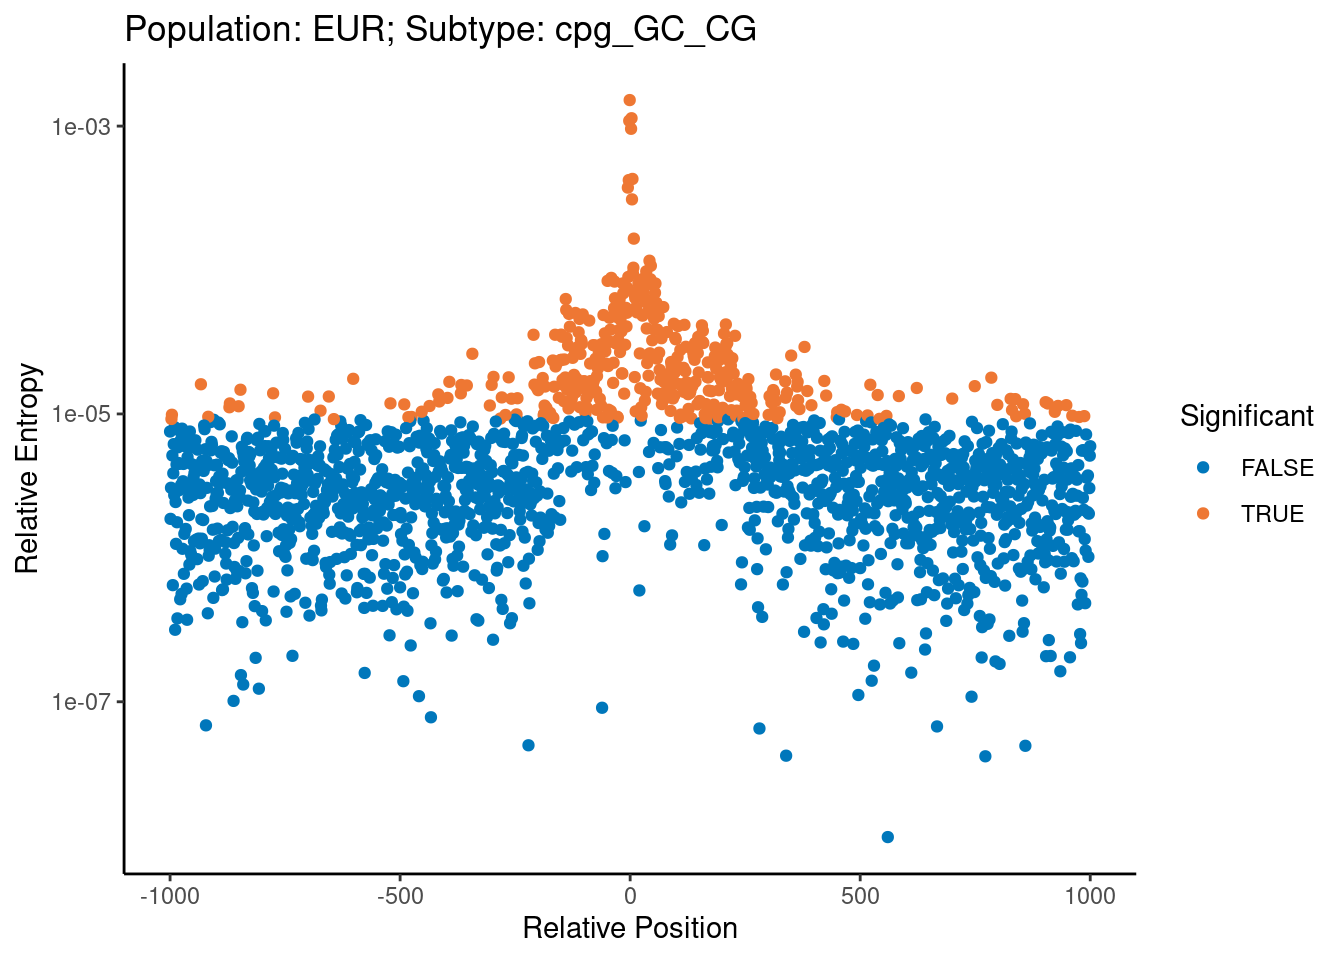 Population: EUR; Subtype: cpg_GC_CG
1e-03
1e-05
1e-07
Relative Entropy
-1000
-500
0
500
1000
Relative Position
Significant
FALSE
TRUE